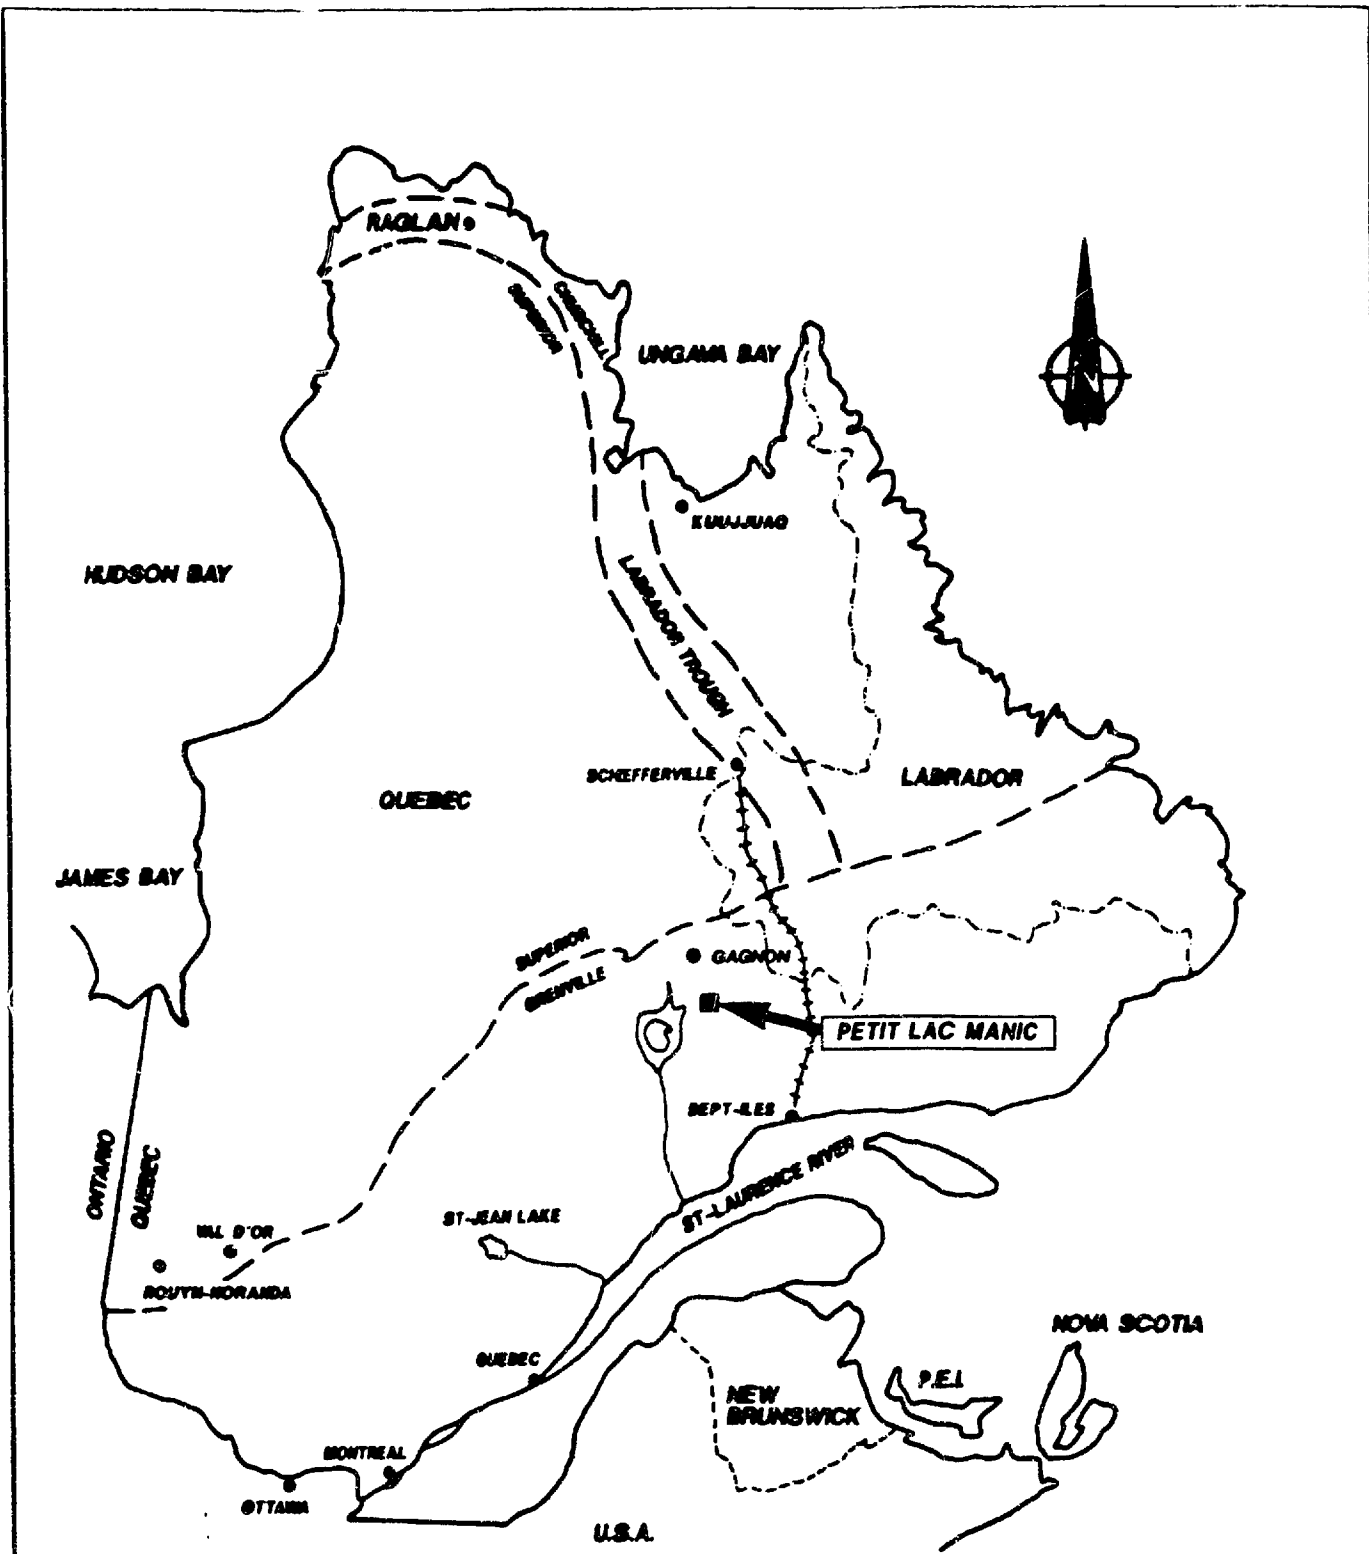 RAGLAN
SUPERIOR
CHURCHILL
UNGAVA BAY
N
KUUJJUAQ
HUDSON BAY
LABRADOR TROUGH
SCHEFFERVILLE
LABRADOR
QUEBEC
JAMES BAY
SUPERIOR
GRENVILLE
GAGNON
PETIT LAC MANIC
SEPT-ILES
ONTARIO
QUEBEC
ST-LAURENCE RIVER
VAL D'OR
ST-JEAN LAKE
ROUYN-NORANDA
NOVA SCOTIA
QUEBEC
P.E.I.
NEW
BRUNSWICK
MONTREAL
OTTAWA
U.S.A.